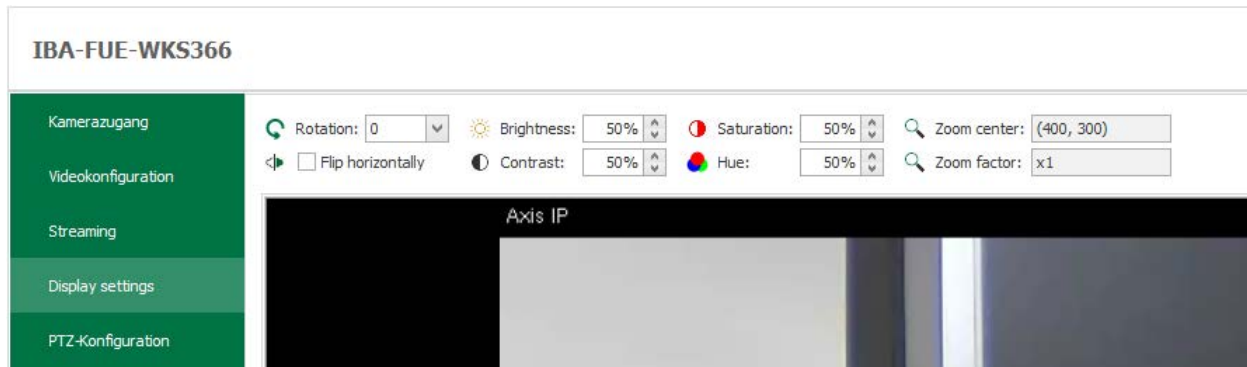 IBA-FUE-WKS366
Kamerazugang
Videokonfiguration
Streaming
Display settings
PTZ-Konfiguration
Rotation: 0 Brightness: 50% Saturation: 50% Zoom center: (400, 300)
Flip horizontally Contrast: 50% Hue: 50% Zoom factor: x1
Axis IP